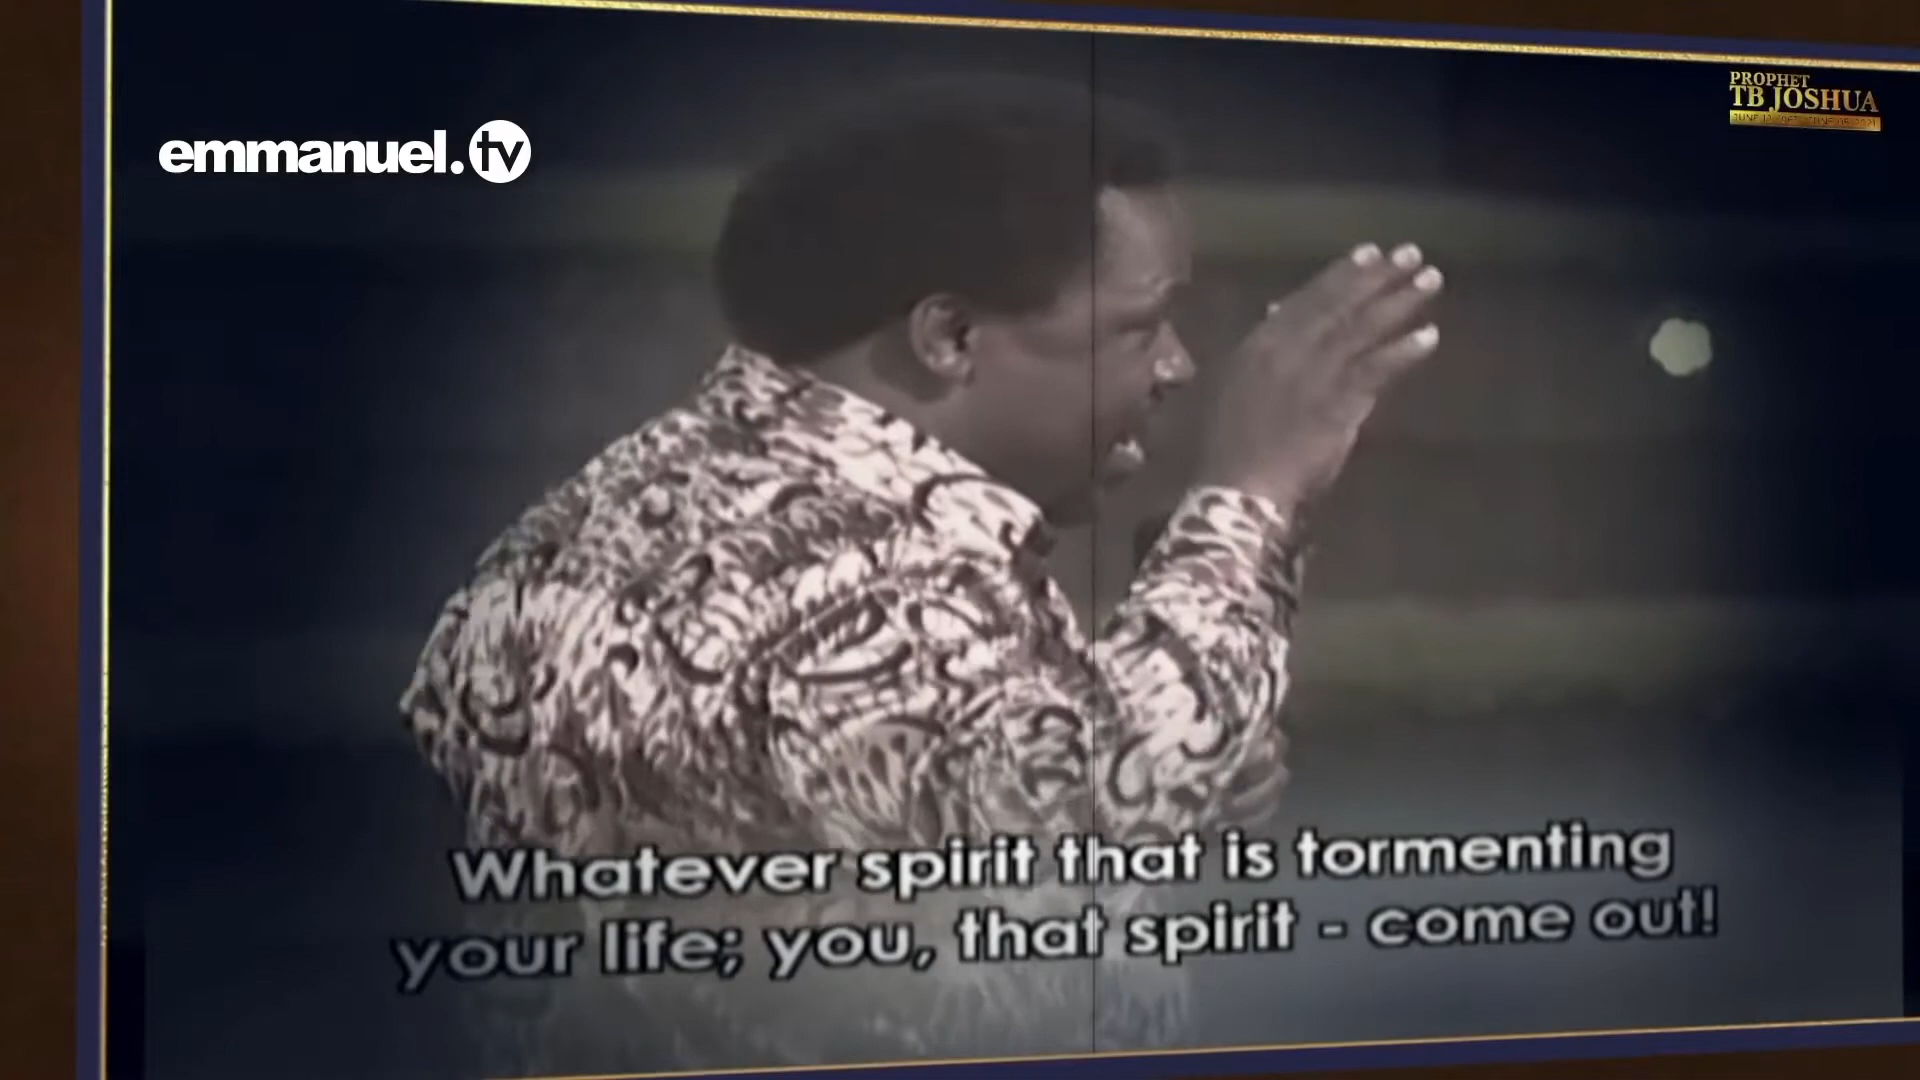 emmanuel.tv
PROPHET
TB JOSHUA
Whatever spirit that is tormenting
your life; you, that spirit - come out!